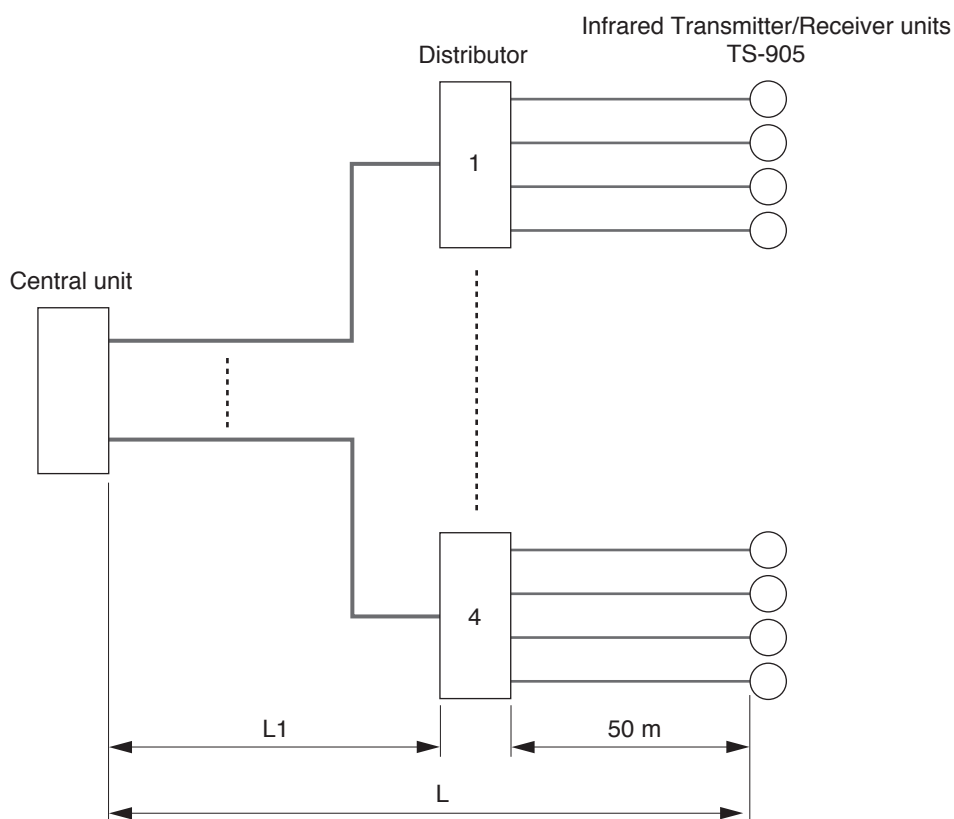 Infrared Transmitter/Receiver units
TS-905
Distributor
1
Central unit
4
L1
50 m
L